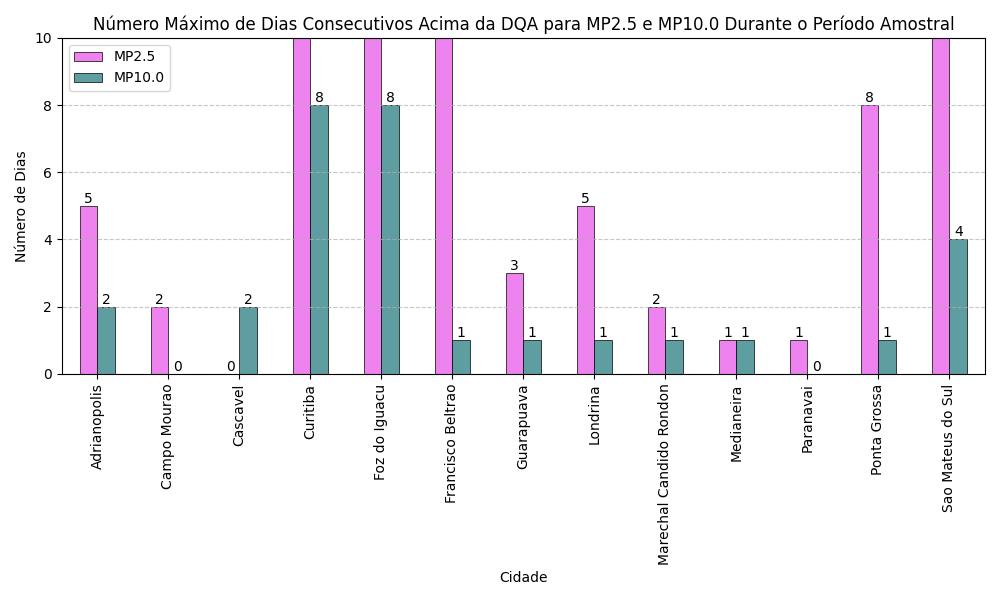 Número Máximo de Dias Consecutivos Acima da DQA para MP2.5 e MP10.0 Durante o Período Amostral
MP2.5
MP10.0
Número de Dias
10
8
6
4
2
0
5 2
2 0
0 2
8
8
1
3 1
5 1
2 1
1 1
1 0
8 1
4
Adrianopolis
Campo Mourao
Cascavel
Curitiba
Foz do Iguacu
Francisco Beltrao
Guarapuava
Londrina
Marechal Candido Rondon
Medianeira
Paranavai
Ponta Grossa
Sao Mateus do Sul
Cidade